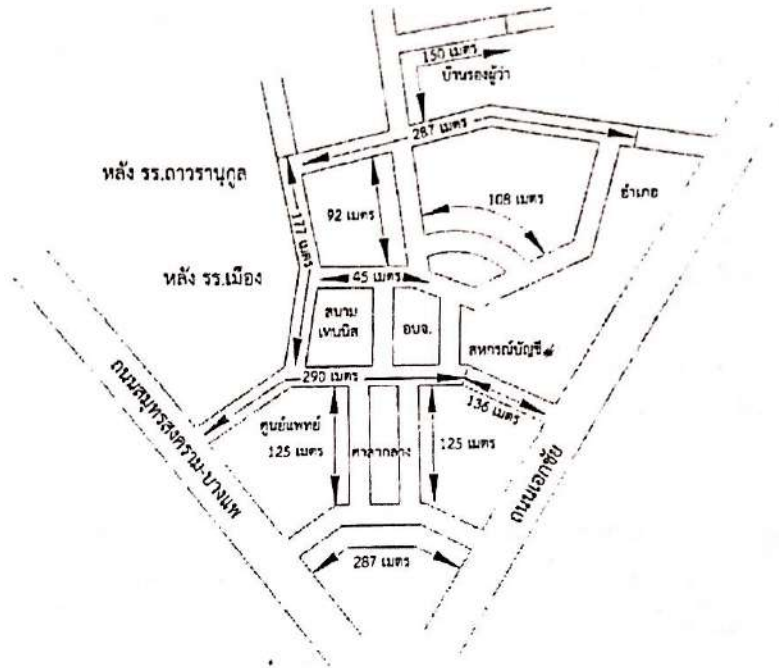 150 เมตร
บ้านรองผู้ว่า
287 เมตร
หลัง รร.ถาวรานุกูล
92 เมตร
108 เมตร
อำเภอ
177 เมตร
หลัง รร.เมือง
45 เมตร
สนาม
เทนนิส
อบจ.
สหกรณ์บัญชี
290 เมตร
136 เมตร
ถนนสมุทรสงคราม-บางแพ
ศูนย์แพทย์
125 เมตร
ศาลากลาง
125 เมตร
ถนนเอกชัย
287 เมตร